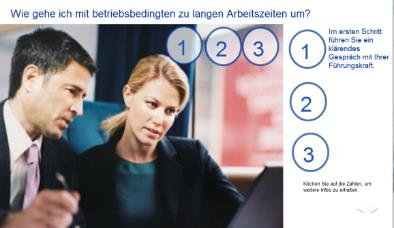 Wie gehe ich mit betriebsbedingten zu langen Arbeitszeiten um?
1 2 3
1
Im ersten Schritt
führen Sie ein
klärendes
Gespräch mit Ihrer
Führungskraft.
2
3
Klicken Sie auf die Zahlen, um
weitere Infos zu erhalten.